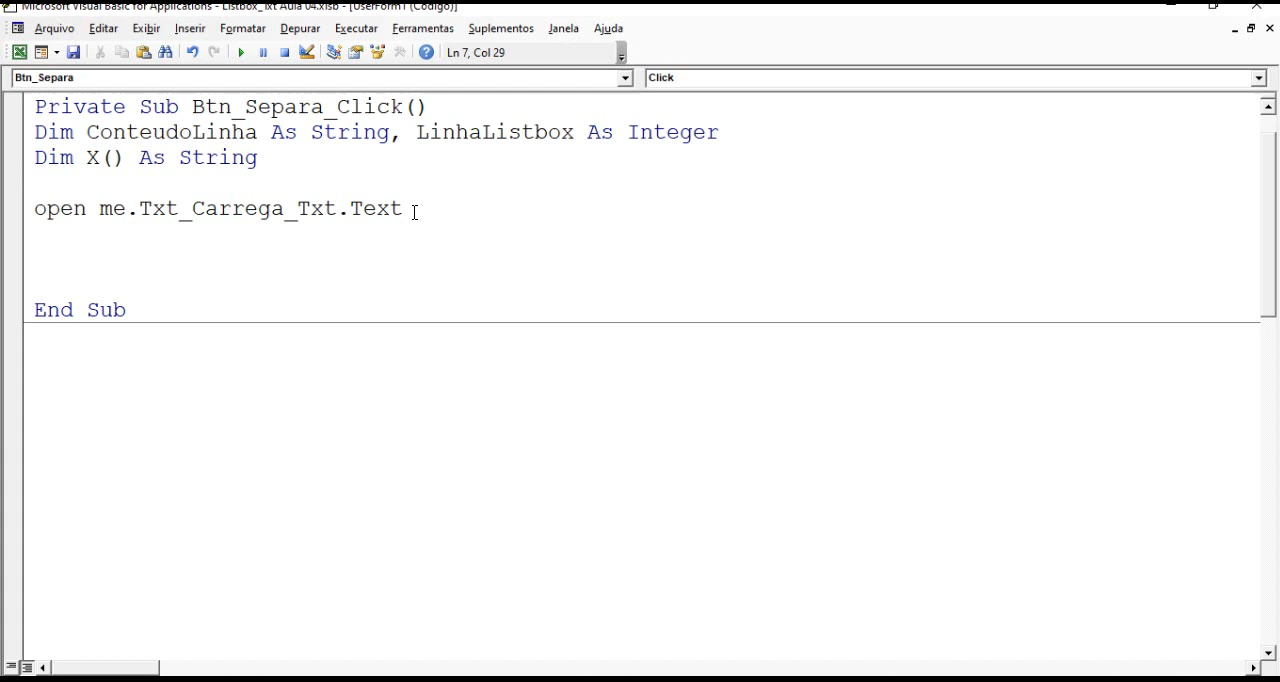 Microsoft Visual Basic for Applications - Listbox_Txt Aula 04.xlsb - [UserForm1 (Código)]
Arquivo Editar Exibir Inserir Formatar Depurar Executar Ferramentas Suplementos Janela Ajuda
Ln 7, Col 29
Btn_Separa Click
Private Sub Btn_Separa_Click()
Dim ConteudoLinha As String, LinhaListbox As Integer
Dim X() As String
open me.Txt_Carrega_Txt.Text
End Sub